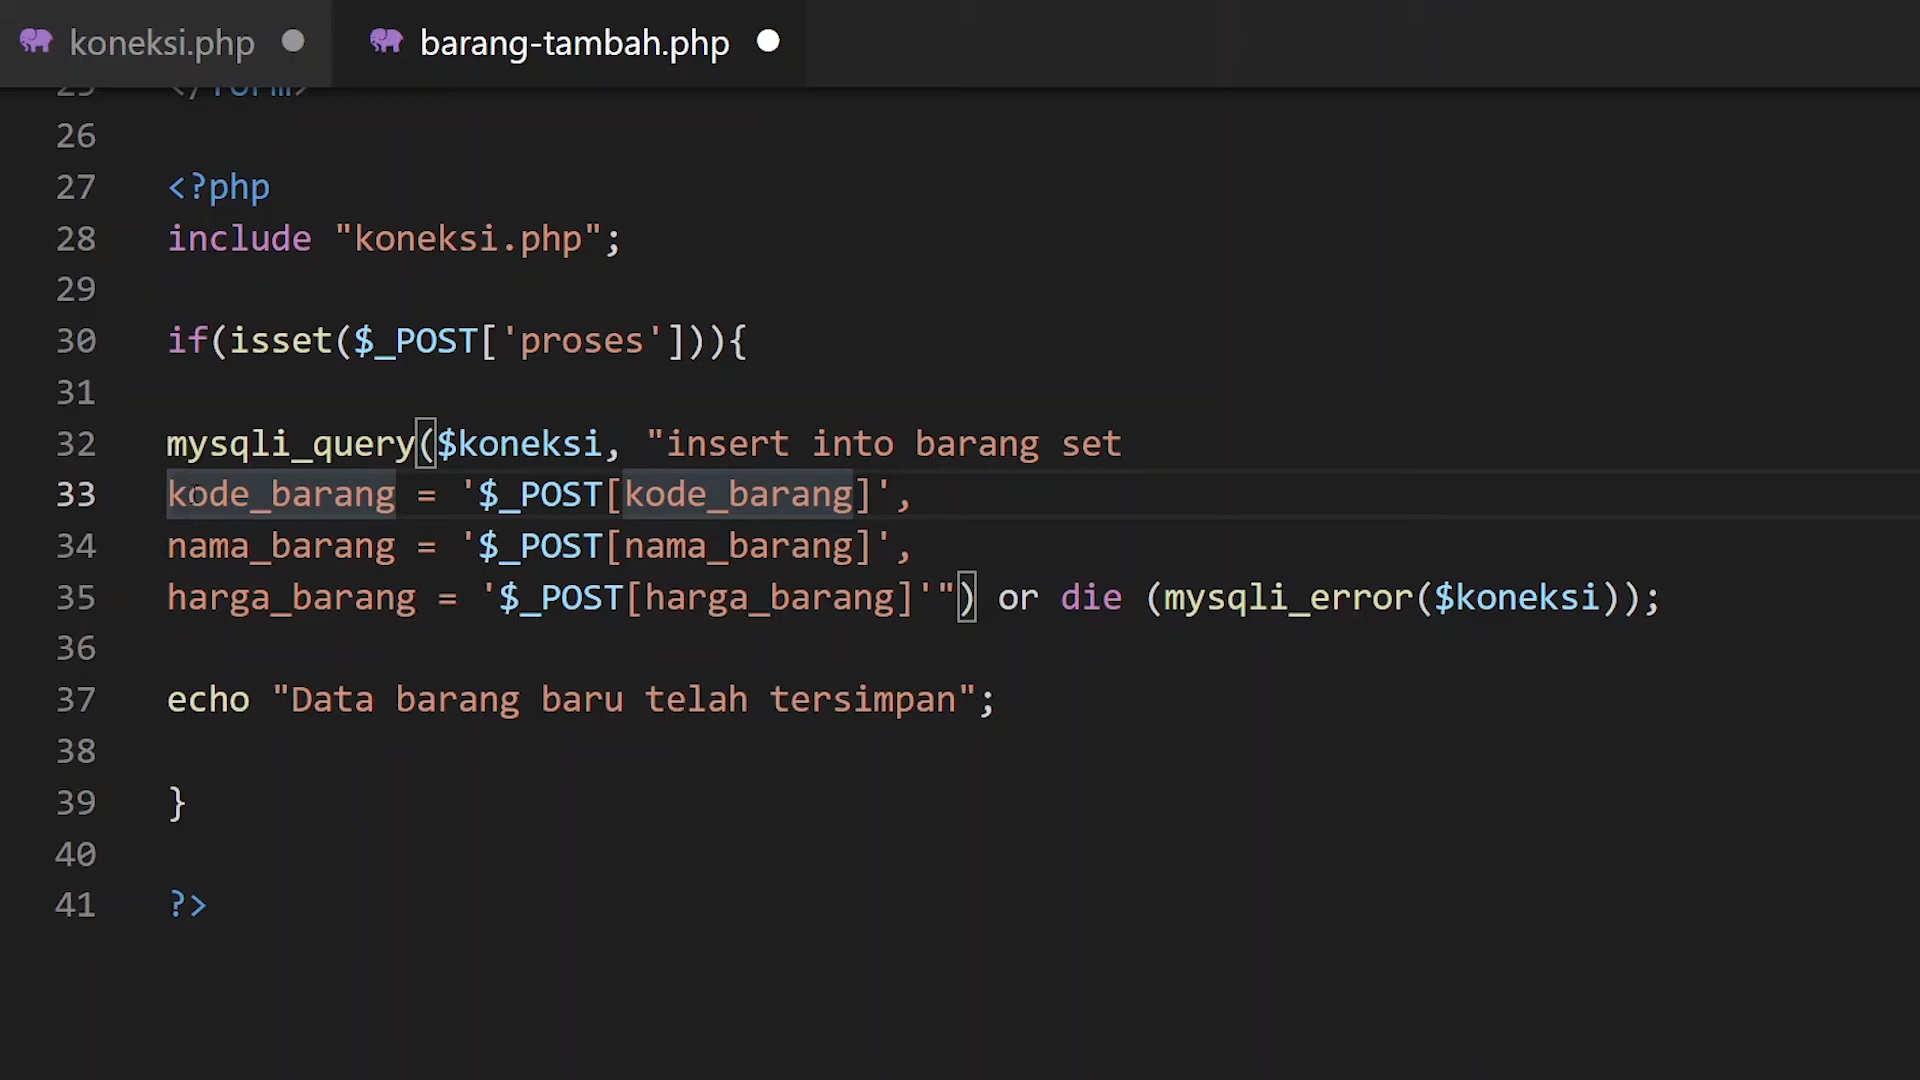 koneksi.php
barang-tambah.php
25 </form>
26
27 <?php
28 include "koneksi.php";
29
30 if(isset($_POST['proses'])){
31
32 mysqli_query($koneksi, "insert into barang set
33 kode_barang = '$_POST[kode_barang]',
34 nama_barang = '$_POST[nama_barang]',
35 harga_barang = '$_POST[harga_barang]'") or die (mysqli_error($koneksi));
36
37 echo "Data barang baru telah tersimpan";
38
39 }
40
41 ?>